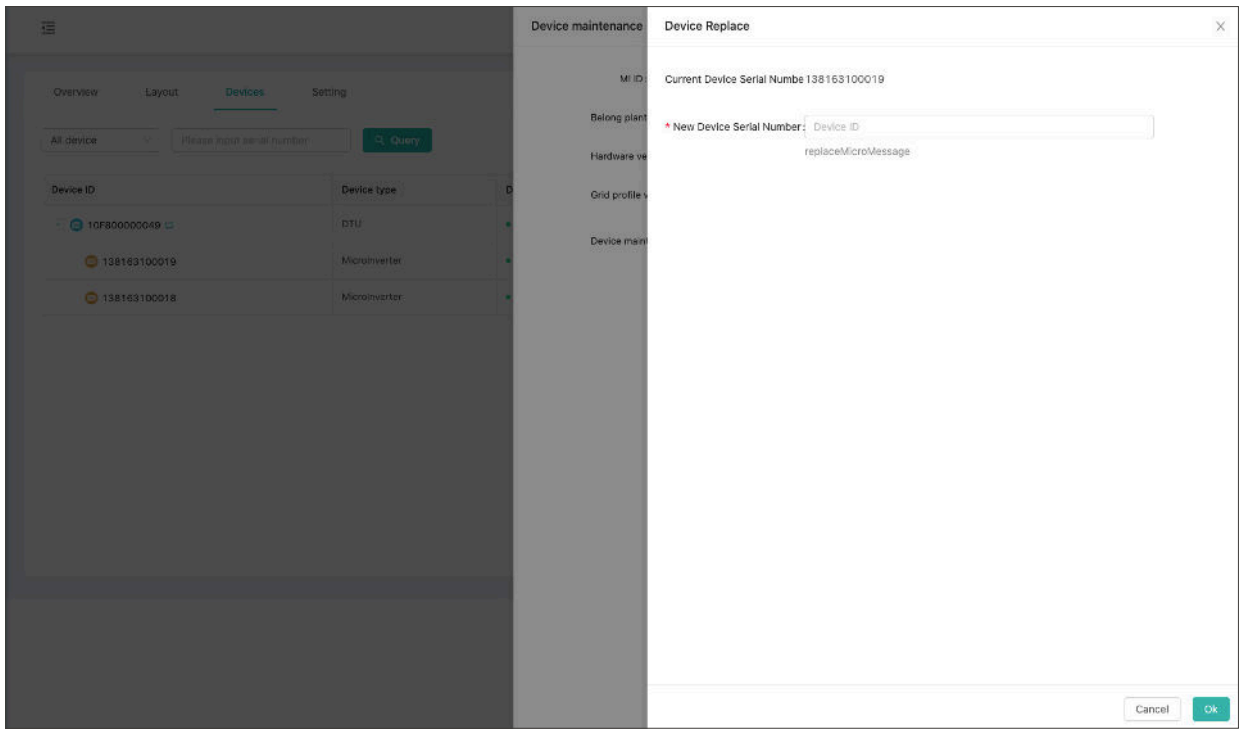 Device maintenance
Device Replace
MI ID:
Current Device Serial Numbe 138163100019
Overview Layout Devices Setting
Belong plant
* New Device Serial Number: Device ID
All device Please input serial number Query
replaceMicroMessage
Hardware ve
Device ID Device type D
Grid profile v
10F800000049 DTU
Device maint
138163100019 Microinverter
138163100018 Microinverter
Cancel Ok